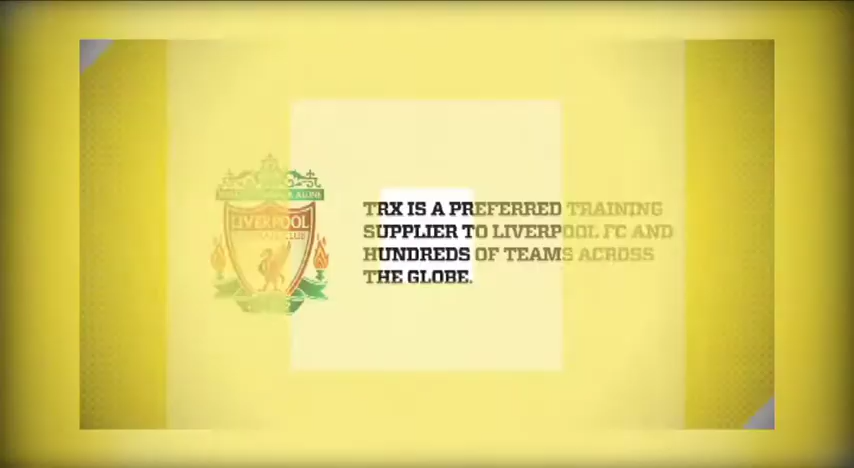 LIVERPOOL
TRX IS A PREFERRED TRAINING
SUPPLIER TO LIVERPOOL FC AND
HUNDREDS OF TEAMS ACROSS
THE GLOBE.